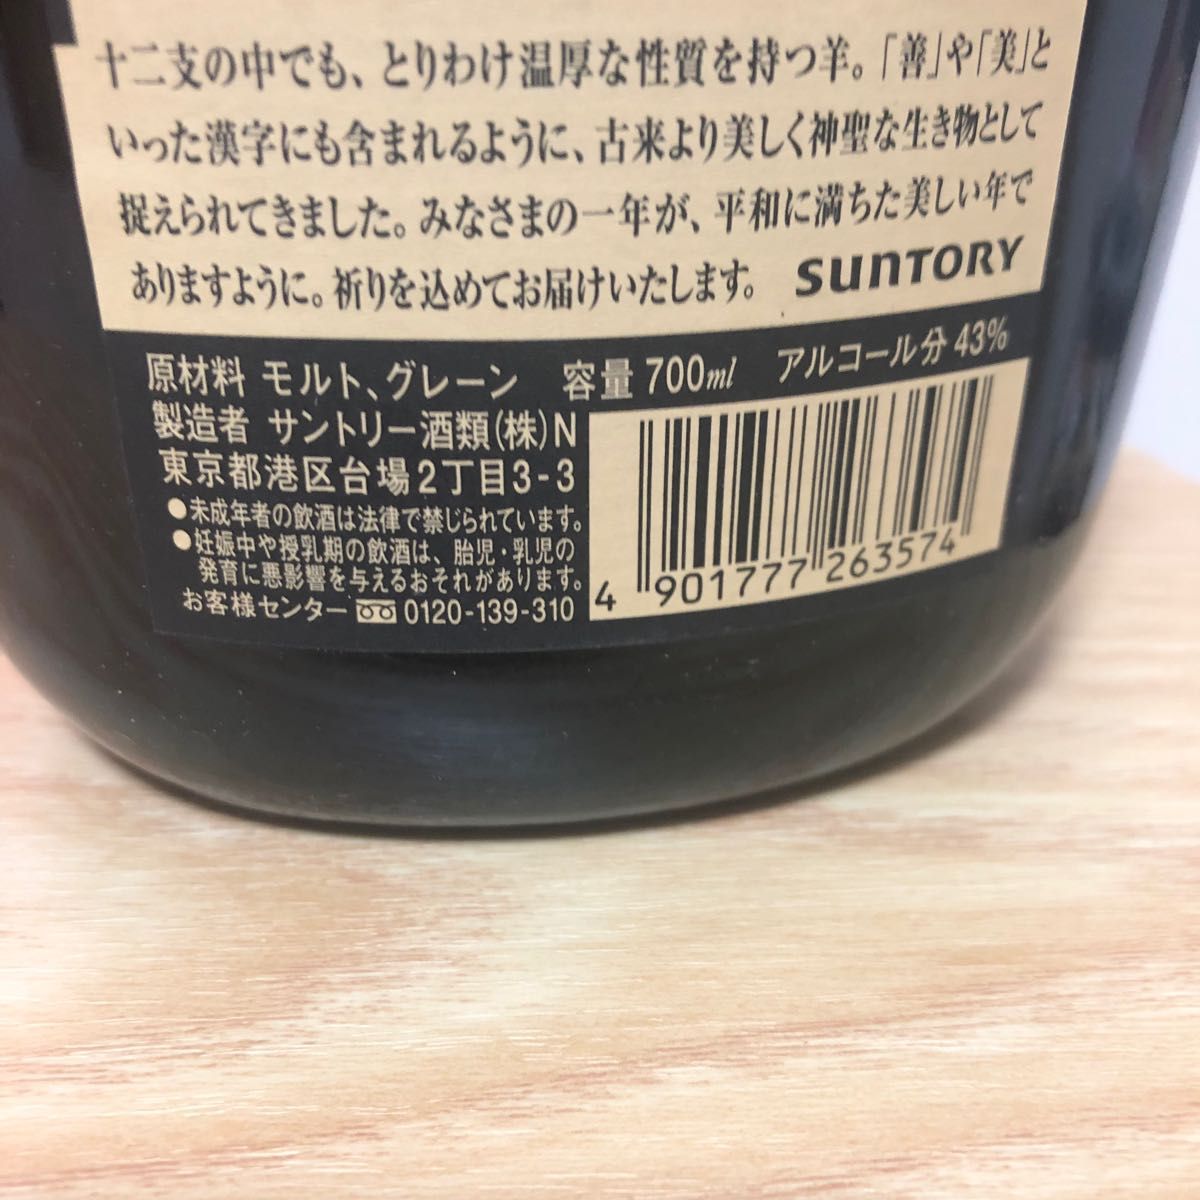 十二支の中でも、とりわけ温厚な性質を持つ羊。「善」や「美」と
いった漢字にも含まれるように、古来より美しく神聖な生き物として
捉えられてきました。みなさまの一年が、平和に満ちた美しい年で
ありますように。祈りを込めてお届けいたします。 SUNTORY
原材料 モルト、グレーン 容量 700ml アルコール分 43%
製造者 サントリー酒類(株)N
東京都港区台場2丁目3-3
●未成年者の飲酒は法律で禁じられています。
●妊娠中や授乳期の飲酒は、胎児・乳児の
発育に悪影響を与えるおそれがあります。
お客様センター 0120-139-310
4 901777 263574